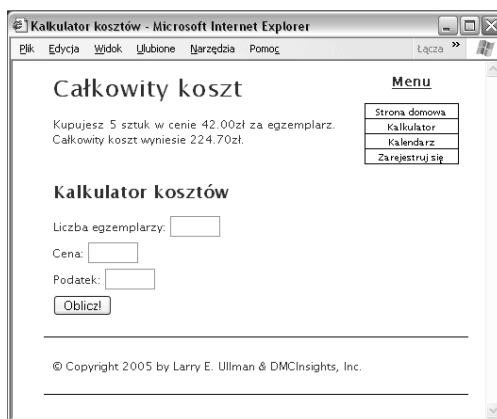 Kalkulator kosztów - Microsoft Internet Explorer
Plik Edycja Widok Ulubione Narzędzia Pomoc Łącza »
Całkowity koszt
Kupujesz 5 sztuk w cenie 42.00zł za egzemplarz.
Całkowity koszt wyniesie 224.70zł.
Menu
Strona domowa
Kalkulator
Kalendarz
Zarejestruj się
Kalkulator kosztów
Liczba egzemplarzy:
Cena:
Podatek:
Oblicz!
© Copyright 2005 by Larry E. Ullman & DMCInsights, Inc.